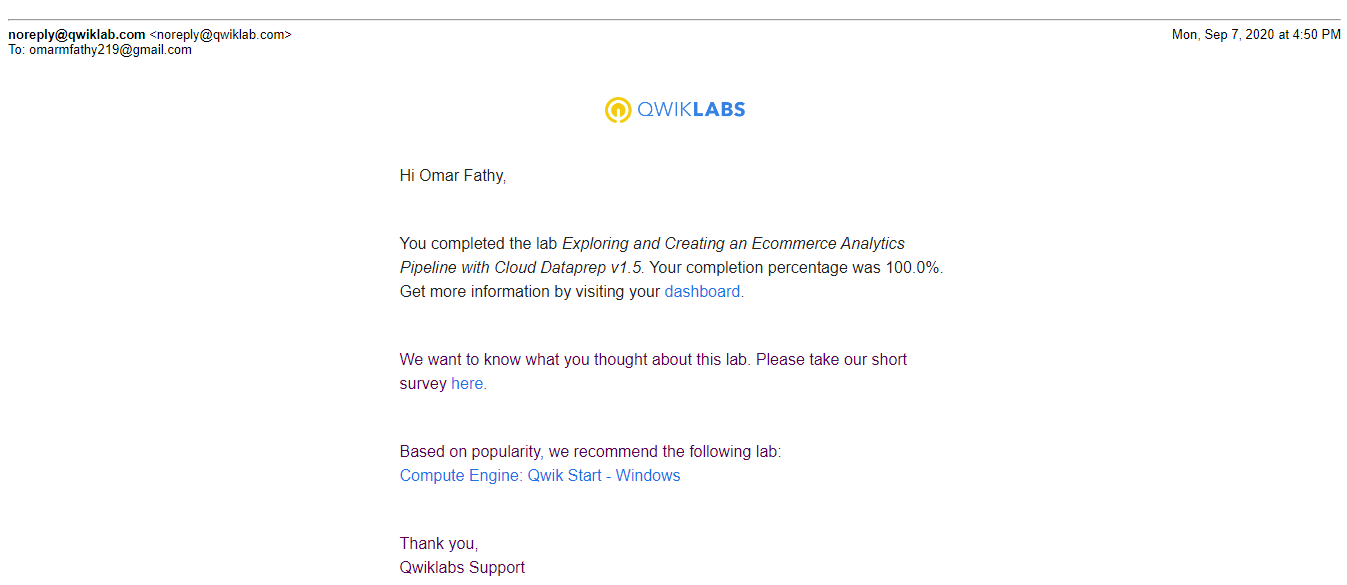 noreply@qwiklab.com <noreply@qwiklab.com> Mon, Sep 7, 2020 at 4:50 PM
To: omarmfathy219@gmail.com
QWIKLABS
Hi Omar Fathy,
You completed the lab Exploring and Creating an Ecommerce Analytics
Pipeline with Cloud Dataprep v1.5. Your completion percentage was 100.0%.
Get more information by visiting your dashboard.
We want to know what you thought about this lab. Please take our short
survey here.
Based on popularity, we recommend the following lab:
Compute Engine: Qwik Start - Windows
Thank you,
Qwiklabs Support